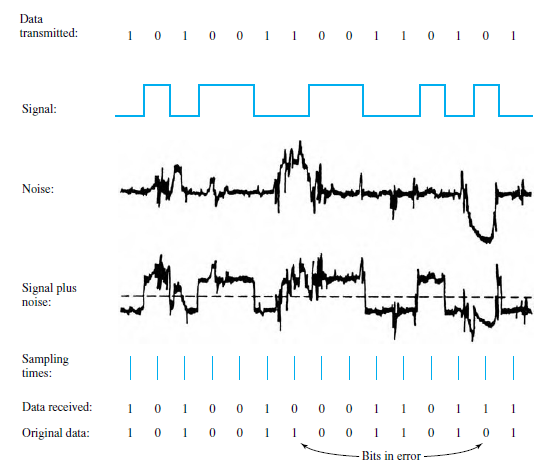 Data
transmitted: 1 0 1 0 0 1 1 0 0 1 1 0 1 0 1
Signal:
Noise:
Signal plus
noise:
Sampling
times:
Data received: 1 0 1 0 0 1 0 0 0 1 1 0 1 1 1
Original data: 1 0 1 0 0 1 1 0 0 1 1 0 1 0 1
Bits in error